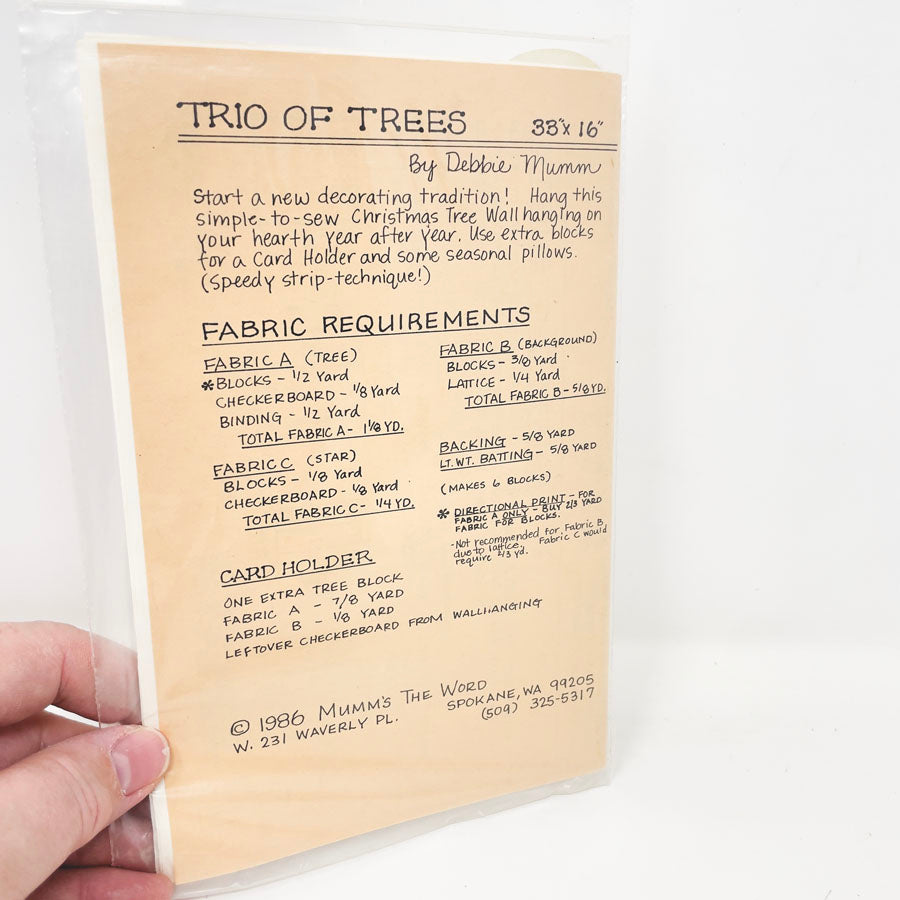 TRIO OF TREES 33"x 16"
By Debbie Mumm
Start a new decorating tradition! Hang this
simple-to-sew Christmas Tree Wallhanging on
your hearth year after year. Use extra blocks
for a Card Holder and some seasonal pillows.
(Speedy strip-technique!)
FABRIC REQUIREMENTS
FABRIC A (TREE)
*BLOCKS - 1/2 Yard
CHECKERBOARD - 1/8 Yard
BINDING - 1/2 Yard
TOTAL FABRIC A - 1 1/8 YD.
FABRIC C (STAR)
BLOCKS - 1/8 Yard
CHECKERBOARD - 1/8 Yard
TOTAL FABRIC C - 1/4 YD.
FABRIC B (BACKGROUND)
BLOCKS - 3/8 Yard
LATTICE - 1/4 Yard
TOTAL FABRIC B - 5/8 YD.
BACKING - 5/8 YARD
LT. WT. BATTING - 5/8 YARD
(MAKES 6 BLOCKS)
* DIRECTIONAL PRINT - FOR
FABRIC A ONLY - BUY 2/3 YARD
FABRIC FOR BLOCKS.
-Not recommended for Fabric B
due to lattice. Fabric C would
require 2/3 yd.
CARD HOLDER
ONE EXTRA TREE BLOCK
FABRIC A - 7/8 YARD
FABRIC B - 1/8 YARD
LEFTOVER CHECKERBOARD FROM WALLHANGING
© 1986 MUMM'S THE WORD
W. 231 WAVERLY PL.
SPOKANE, WA 99205
(509) 325-5317